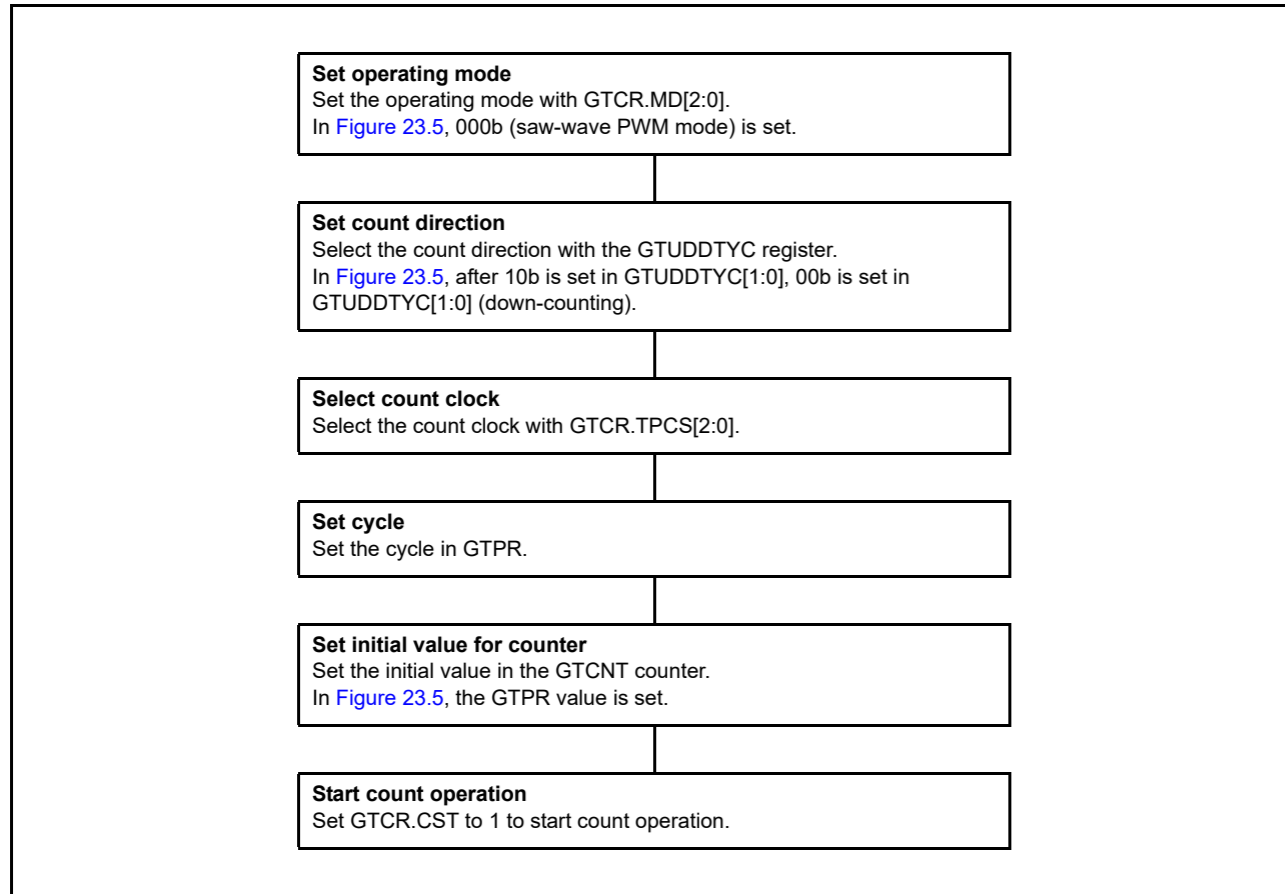 Set operating mode
Set the operating mode with GTCR.MD[2:0].
In Figure 23.5, 000b (saw-wave PWM mode) is set.
Set count direction
Select the count direction with the GTUDDTYC register.
In Figure 23.5, after 10b is set in GTUDDTYC[1:0], 00b is set in
GTUDDTYC[1:0] (down-counting).
Select count clock
Select the count clock with GTCR.TPCS[2:0].
Set cycle
Set the cycle in GTPR.
Set initial value for counter
Set the initial value in the GTCNT counter.
In Figure 23.5, the GTPR value is set.
Start count operation
Set GTCR.CST to 1 to start count operation.